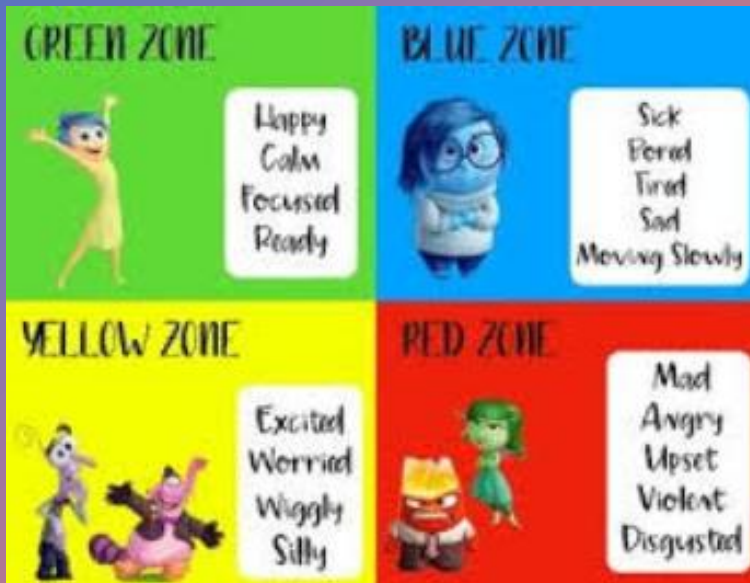 GREEN ZONE
Happy
Calm
Focused
Ready
BLUE ZONE
Sick
Bored
Tired
Sad
Moving Slowly
YELLOW ZONE
Excited
Worried
Wiggly
Silly
RED ZONE
Mad
Angry
Upset
Violent
Disgusted